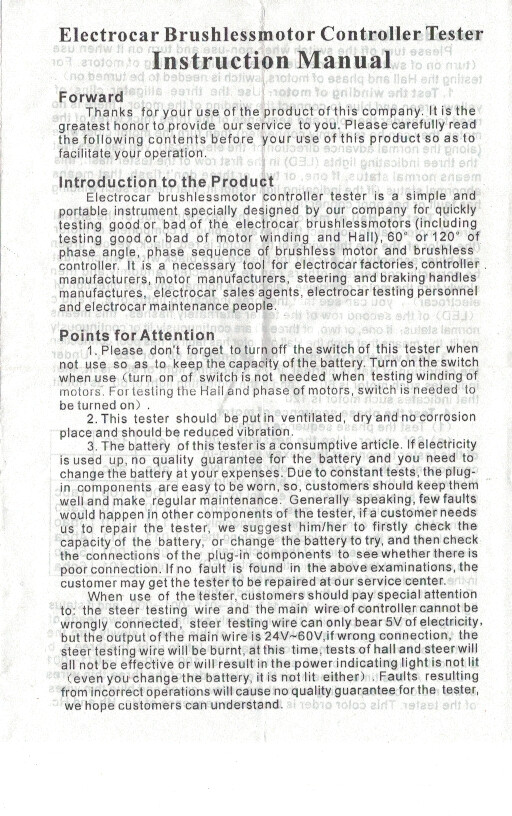 Electrocar Brushlessmotor Controller Tester
Instruction Manual
Forward
Thanks for your use of the product of this company. It is the
greatest honor to provide our service to you. Please carefully read
the following contents before your use of this product so as to
facilitate your operation.
Introduction to the Product
Electrocar brushlessmotor controller tester is a simple and
portable instrument specially designed by our company for quickly
testing good or bad of the electrocar brushlessmotors (including
testing good or bad of motor winding and Hall), 60° or 120° of
phase angle, phase sequence of brushless motor and brushless
controller. It is a necessary tool for electrocar factories, controller
manufacturers, motor manufacturers, steering and braking handles
manufactures, electrocar sales agents, electrocar testing personnel
and electrocar maintenance people.
Points for Attention
1. Please don't forget to turn off the switch of this tester when
not use so as to keep the capacity of the battery. Turn on the switch
when use (turn on of switch is not needed when testing winding of
motors. For testing the Hall and phase of motors, switch is needed to
be turned on).
2. This tester should be put in ventilated, dry and no corrosion
place and should be reduced vibration.
3. The battery of this tester is a consumptive article. If electricity
is used up, no quality guarantee for the battery and you need to
change the battery at your expenses. Due to constant tests, the plug-
in components are easy to be worn, so, customers should keep them
well and make regular maintenance. Generally speaking, few faults
would happen in other components of the tester, if a customer needs
us to repair the tester, we suggest him/her to firstly check the
capacity of the battery, or change the battery to try, and then check
the connections of the plug-in components to see whether there is
poor connection. If no fault is found in the above examinations, the
customer may get the tester to be repaired at our service center.
When use of the tester, customers should pay special attention
to: the steer testing wire and the main wire of controller cannot be
wrongly connected, steer testing wire can only bear 5V of electricity,
but the output of the main wire is 24V~60V,if wrong connection, the
steer testing wire will be burnt, at this time, tests of hall and steer will
all not be effective or will result in the power indicating light is not lit
(even you change the battery, it is not lit either). Faults resulting
from incorrect operations will cause no quality guarantee for the tester,
we hope customers can understand.